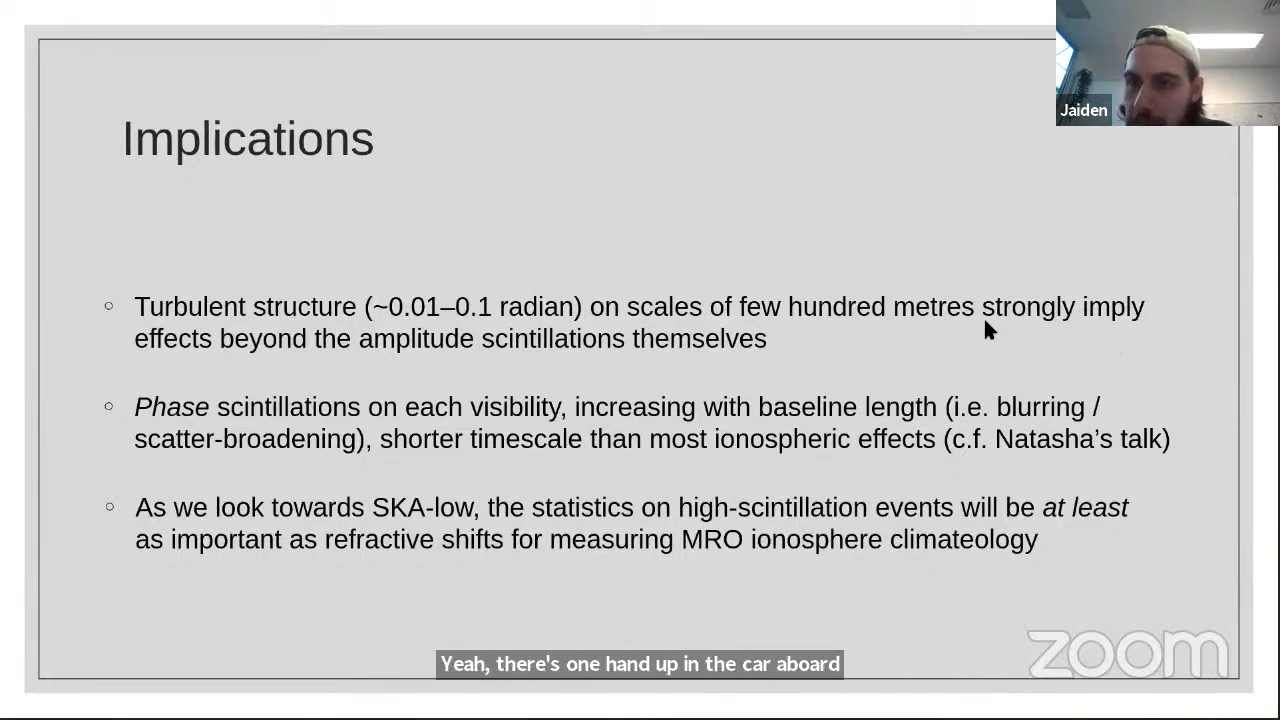 Jaiden
Implications
Turbulent structure (~0.01–0.1 radian) on scales of few hundred metres strongly imply
effects beyond the amplitude scintillations themselves
Phase scintillations on each visibility, increasing with baseline length (i.e. blurring /
scatter-broadening), shorter timescale than most ionospheric effects (c.f. Natasha’s talk)
As we look towards SKA-low, the statistics on high-scintillation events will be at least
as important as refractive shifts for measuring MRO ionosphere climateology
zoom
Yeah, there's one hand up in the car aboard